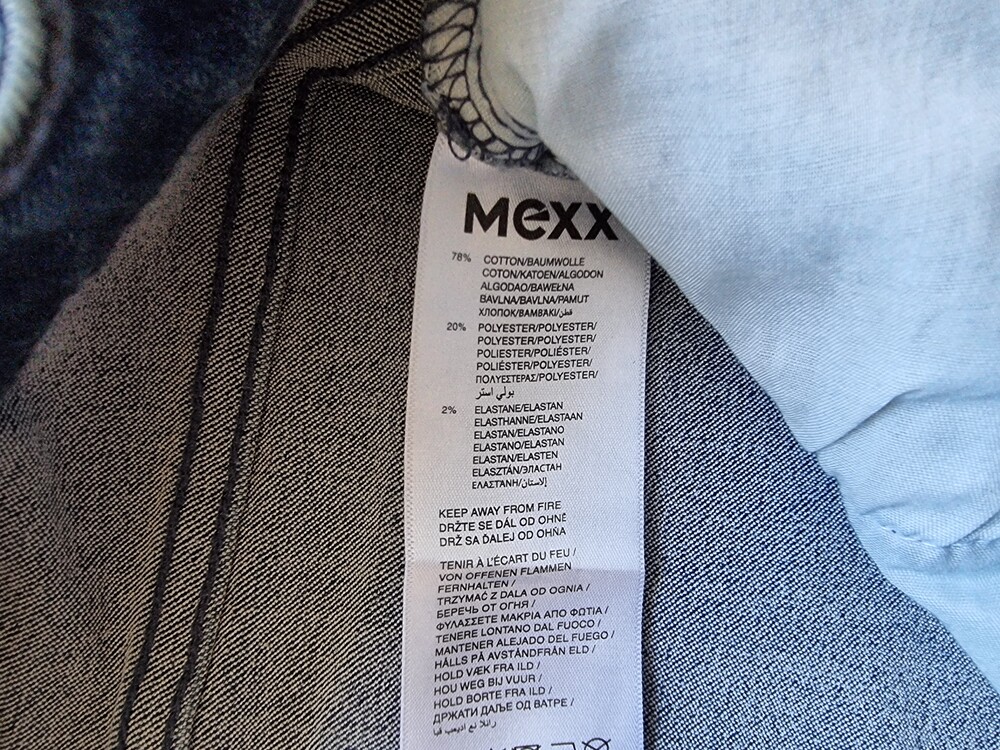 Mexx
78% COTTON/BAUMWOLLE
COTON/KATOEN/ALGODON
ALGODAO/BAWEŁNA
BAVLNA/BAVLNA/PAMUT
ХЛОПОК/ΒΑΜΒΑΚΙ/قطن
20% POLYESTER/POLYESTER/
POLYESTER/POLYESTER/
POLIESTER/POLIÉSTER/
POLIÉSTER/POLYESTER/
ΠΟΛΥΕΣΤΕΡΑΣ/POLYESTER/
بولي استر
2% ELASTANE/ELASTAN
ELASTHANNE/ELASTAAN
ELASTAN/ELASTANO
ELASTANO/ELASTAN
ELASTAN/ELASTEN
ELASZTÁN/ЭЛАСТАН
ΕΛΑΣΤΑΝΗ/إلاستان
KEEP AWAY FROM FIRE
DRŽTE SE DÁL OD OHNĚ
DRŽ SA ĎALEJ OD OHŇA
TENIR À L'ÉCART DU FEU /
VON OFFENEN FLAMMEN
FERNHALTEN /
TRZYMAĆ Z DALA OD OGNIA /
БЕРЕЧЬ ОТ ОГНЯ /
ΦΥΛΑΣΣΕΤΕ ΜΑΚΡΙΑ ΑΠΟ ΦΩΤΙΑ /
TENERE LONTANO DAL FUOCO /
MANTENER ALEJADO DEL FUEGO /
HÅLLS PÅ AVSTÅNDFRÅN ELD /
HOLD VÆK FRA ILD /
HOU WEG BIJ VUUR /
HOLD BORTE FRA ILD /
ДРЖАТИ ДАЉЕ ОД ВАТРЕ /